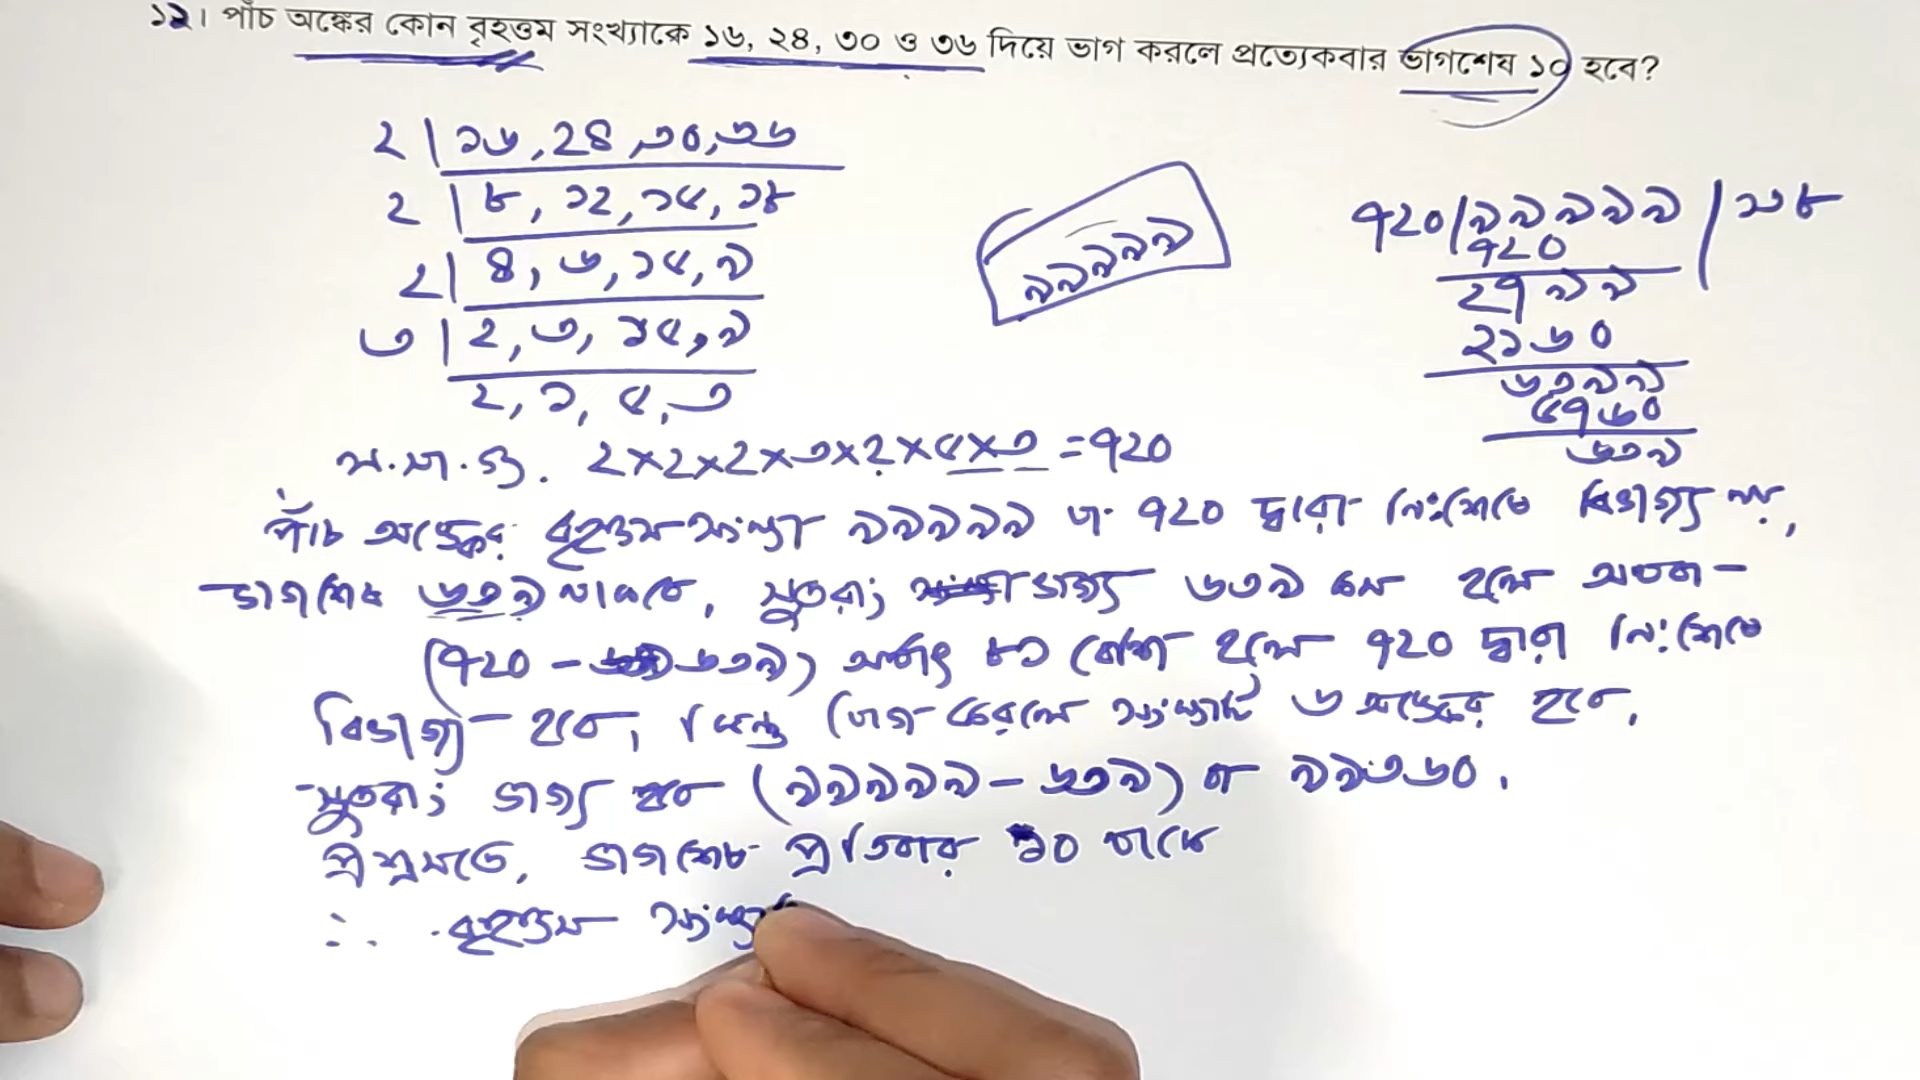 ১২। পাঁচ অঙ্কের কোন বৃহত্তম সংখ্যাকে ১৬, ২৪, ৩০ ও ৩৬ দিয়ে ভাগ করলে প্রত্যেকবার ভাগশেষ ১০ হবে?
২ | ১৬, ২৪, ৩০, ৩৬
২ | ৮, ১২, ১৫, ১৮
২ | ৪, ৬, ১৫, ৯
৩ | ২, ৩, ১৫, ৯
২, ১, ৫, ৩
৯৯৯৯৯
৭২০ | ৯৯৯৯৯ | ১৩৮
৭২০
২৭৯৯
২১৬০
৬৩৯৯
৫৭৬০
৬৩৯
ল.সা.গু. ২×২×২×৩×২×৫×৩ = ৭২০
পাঁচ অঙ্কের বৃহত্তম সংখ্যা ৯৯৯৯৯ যা ৭২০ দ্বারা নিঃশেষে বিভাজ্য নয়,
ভাগশেষ ৬৩৯ থাকবে, সুতরাং ভাজ্য ৬৩৯ কম হলে অথবা
(৭২০ - ৬৩৯) অর্থাৎ ৮১ বেশি হলে ৭২০ দ্বারা নিঃশেষে
বিভাজ্য হবে, কিন্তু যোগ করলে সংখ্যাটি ৬ অঙ্কের হবে,
সুতরাং ভাজ্য হবে (৯৯৯৯৯ - ৬৩৯) বা ৯৯৩৬০,
প্রশ্নমতে, ভাগশেষ প্রতিবার ১০ থাকে
∴ বৃহত্তম